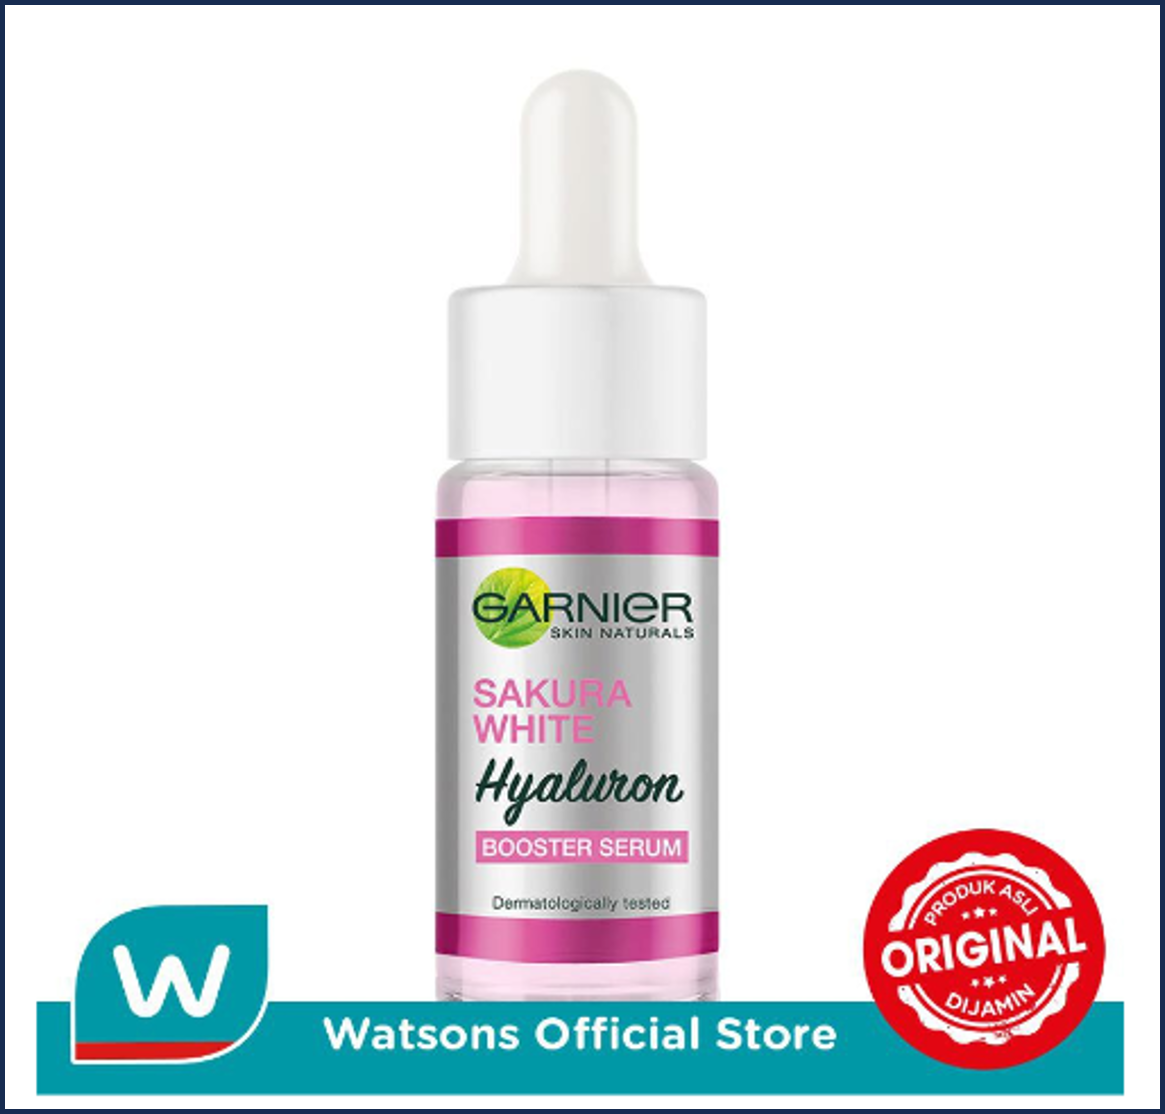 GARNIER
SKIN NATURALS
SAKURA
WHITE
Hyaluron
BOOSTER SERUM
Dermatologically tested
W
Watsons Official Store
PRODUK ASLI
ORIGINAL
DIJAMIN